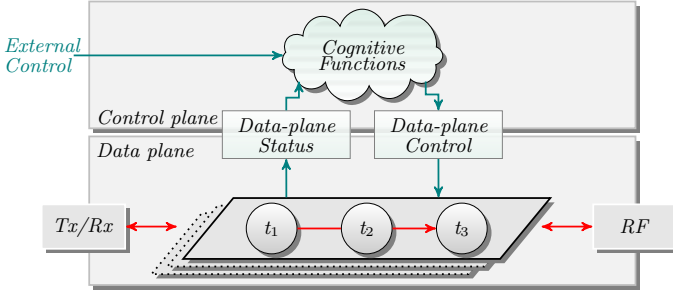 External
Control
Cognitive
Functions
Control plane
Data-plane
Status
Data-plane
Control
Data plane
Tx/Rx
t1
t2
t3
RF